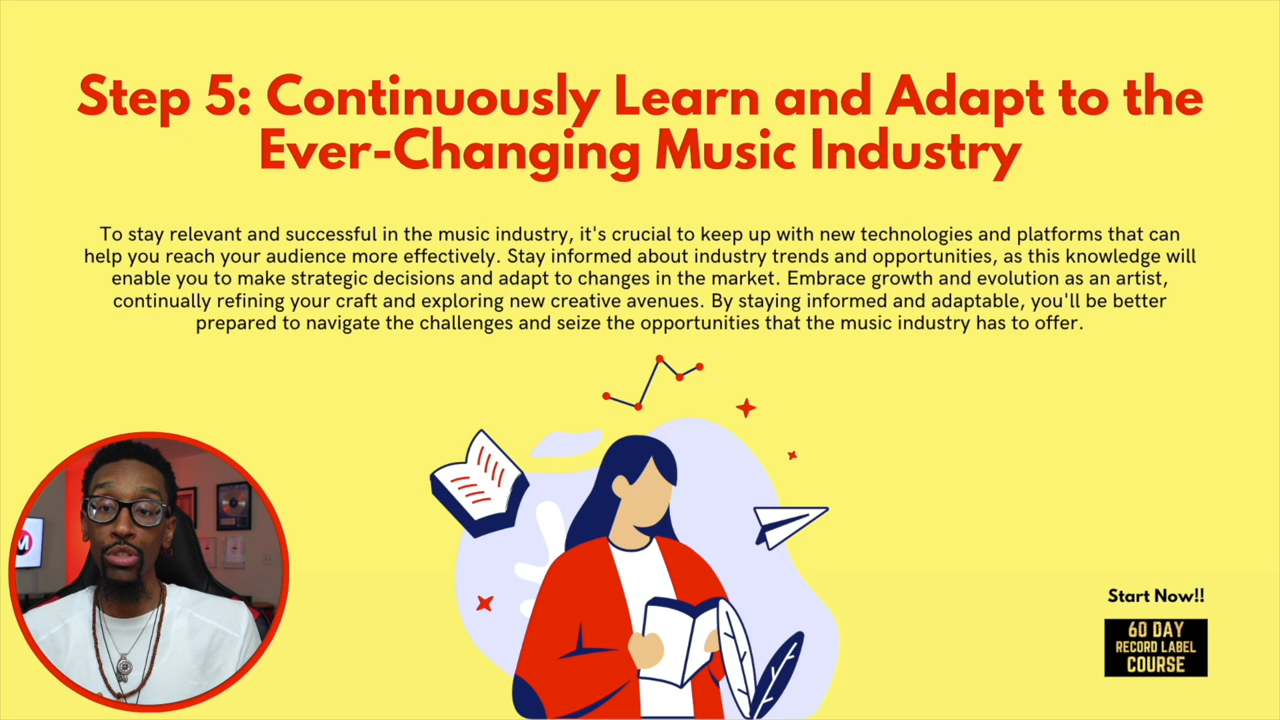 Step 5: Continuously Learn and Adapt to the
Ever-Changing Music Industry
To stay relevant and successful in the music industry, it's crucial to keep up with new technologies and platforms that can
help you reach your audience more effectively. Stay informed about industry trends and opportunities, as this knowledge will
enable you to make strategic decisions and adapt to changes in the market. Embrace growth and evolution as an artist,
continually refining your craft and exploring new creative avenues. By staying informed and adaptable, you'll be better
prepared to navigate the challenges and seize the opportunities that the music industry has to offer.
M
Start Now!!
60 DAY
RECORD LABEL
COURSE